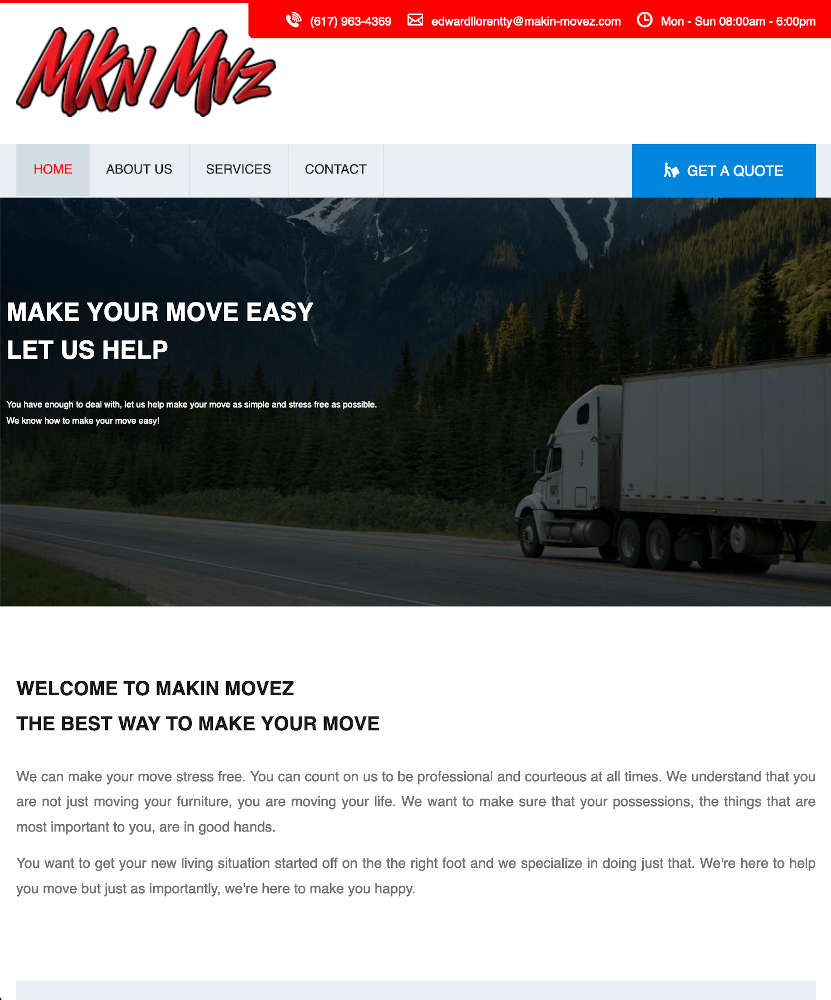 (617) 963-4369 edwardllorentty@makin-movez.com Mon - Sun 08:00am - 6:00pm
MKN MVZ
HOME ABOUT US SERVICES CONTACT GET A QUOTE
MAKE YOUR MOVE EASY
LET US HELP
You have enough to deal with, let us help make your move as simple and stress free as possible.
We know how to make your move easy!
WELCOME TO MAKIN MOVEZ
THE BEST WAY TO MAKE YOUR MOVE
We can make your move stress free. You can count on us to be professional and courteous at all times. We understand that you
are not just moving your furniture, you are moving your life. We want to make sure that your possessions, the things that are
most important to you, are in good hands.
You want to get your new living situation started off on the the right foot and we specialize in doing just that. We're here to help
you move but just as importantly, we're here to make you happy.